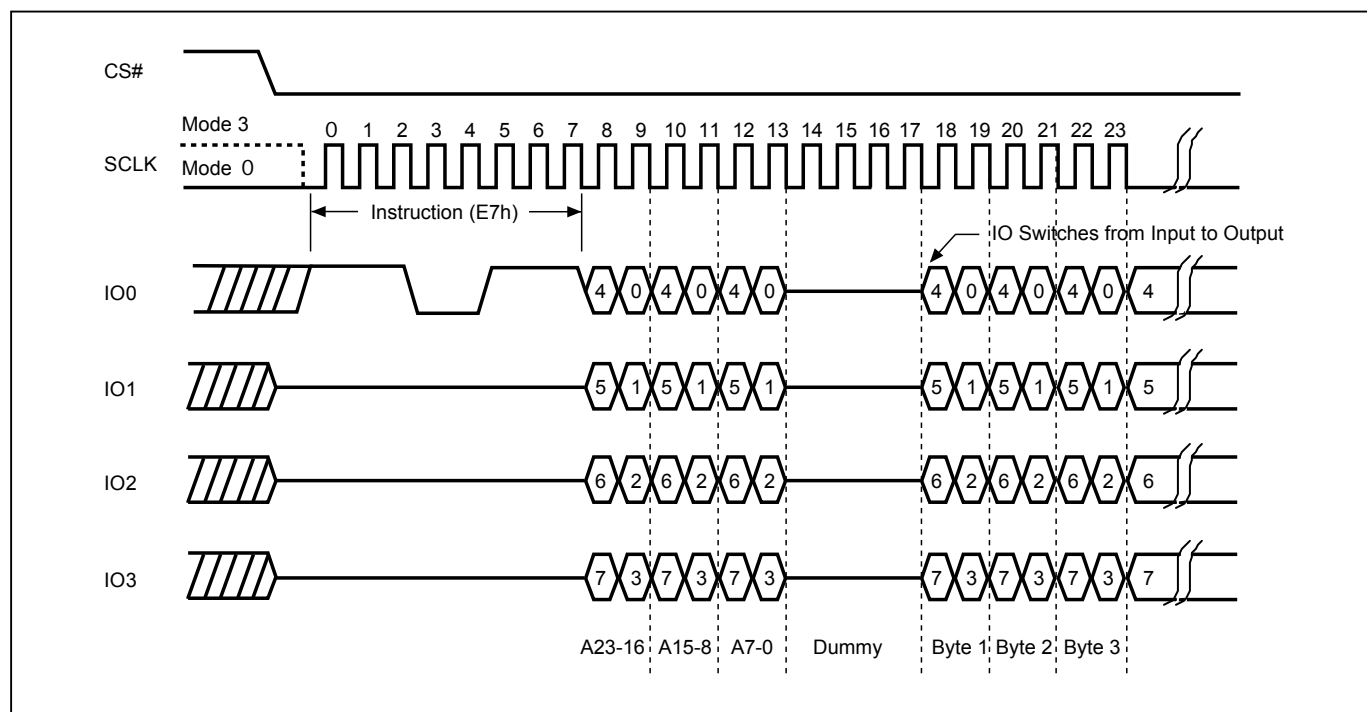 CS#
Mode 3
0 1 2 3 4 5 6 7 8 9 10 11 12 13 14 15 16 17 18 19 20 21 22 23
SCLK
Mode 0
Instruction (E7h)
IO Switches from Input to Output
IO0
4 0 4 0 4 0 4 0 4 0 4 0 4
IO1
5 1 5 1 5 1 5 1 5 1 5 1 5
IO2
6 2 6 2 6 2 6 2 6 2 6 2 6
IO3
7 3 7 3 7 3 7 3 7 3 7 3 7
A23-16 A15-8 A7-0 Dummy Byte 1 Byte 2 Byte 3